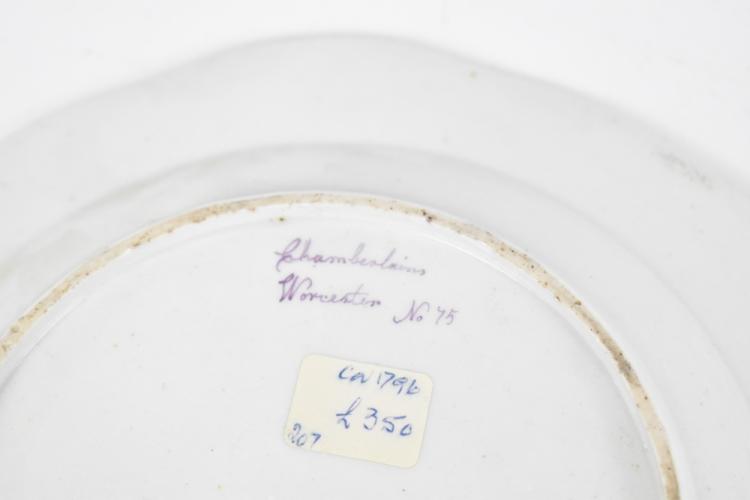 Chamberlains
Worcester No 75
Ca 1796
£350
207